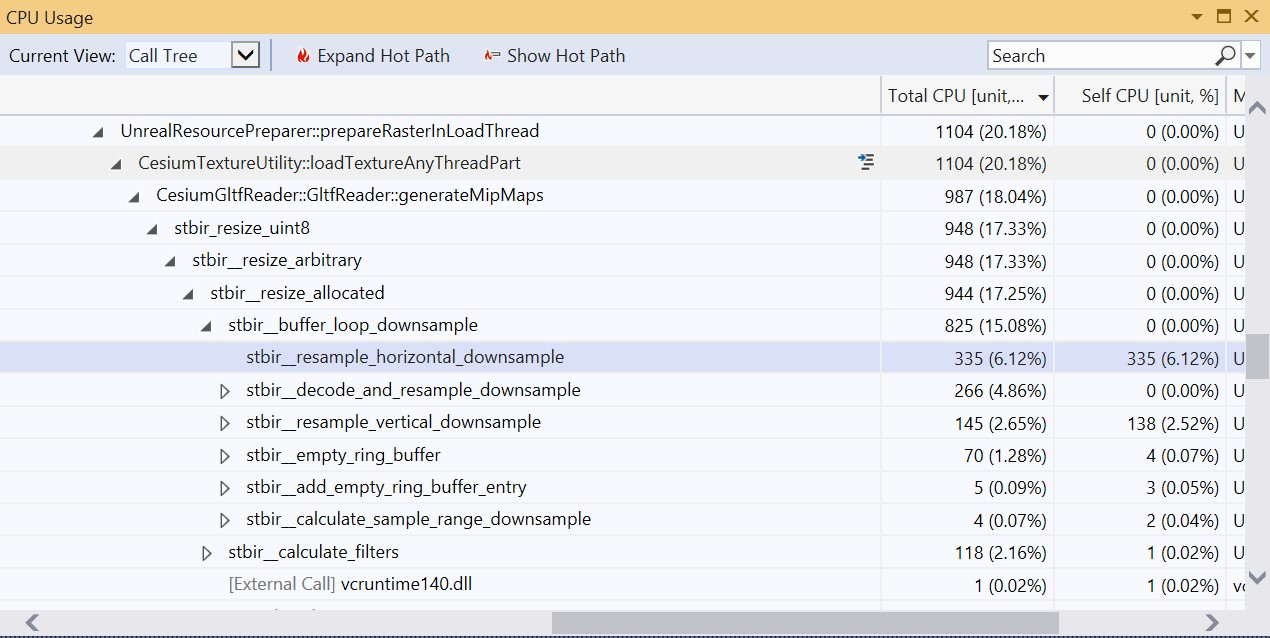 CPU Usage
Current View: Call Tree Expand Hot Path Show Hot Path Search
Total CPU [unit,... Self CPU [unit, %] M
UnrealResourcePreparer::prepareRasterInLoadThread 1104 (20.18%) 0 (0.00%) U
CesiumTextureUtility::loadTextureAnyThreadPart 1104 (20.18%) 0 (0.00%) U
CesiumGltfReader::GltfReader::generateMipMaps 987 (18.04%) 0 (0.00%) U
stbir_resize_uint8 948 (17.33%) 0 (0.00%) U
stbir__resize_arbitrary 948 (17.33%) 0 (0.00%) U
stbir__resize_allocated 944 (17.25%) 0 (0.00%) U
stbir__buffer_loop_downsample 825 (15.08%) 0 (0.00%) U
stbir__resample_horizontal_downsample 335 (6.12%) 335 (6.12%) U
stbir__decode_and_resample_downsample 266 (4.86%) 0 (0.00%) U
stbir__resample_vertical_downsample 145 (2.65%) 138 (2.52%) U
stbir__empty_ring_buffer 70 (1.28%) 4 (0.07%) U
stbir__add_empty_ring_buffer_entry 5 (0.09%) 3 (0.05%) U
stbir__calculate_sample_range_downsample 4 (0.07%) 2 (0.04%) U
stbir__calculate_filters 118 (2.16%) 1 (0.02%) U
[External Call] vcruntime140.dll 1 (0.02%) 1 (0.02%)